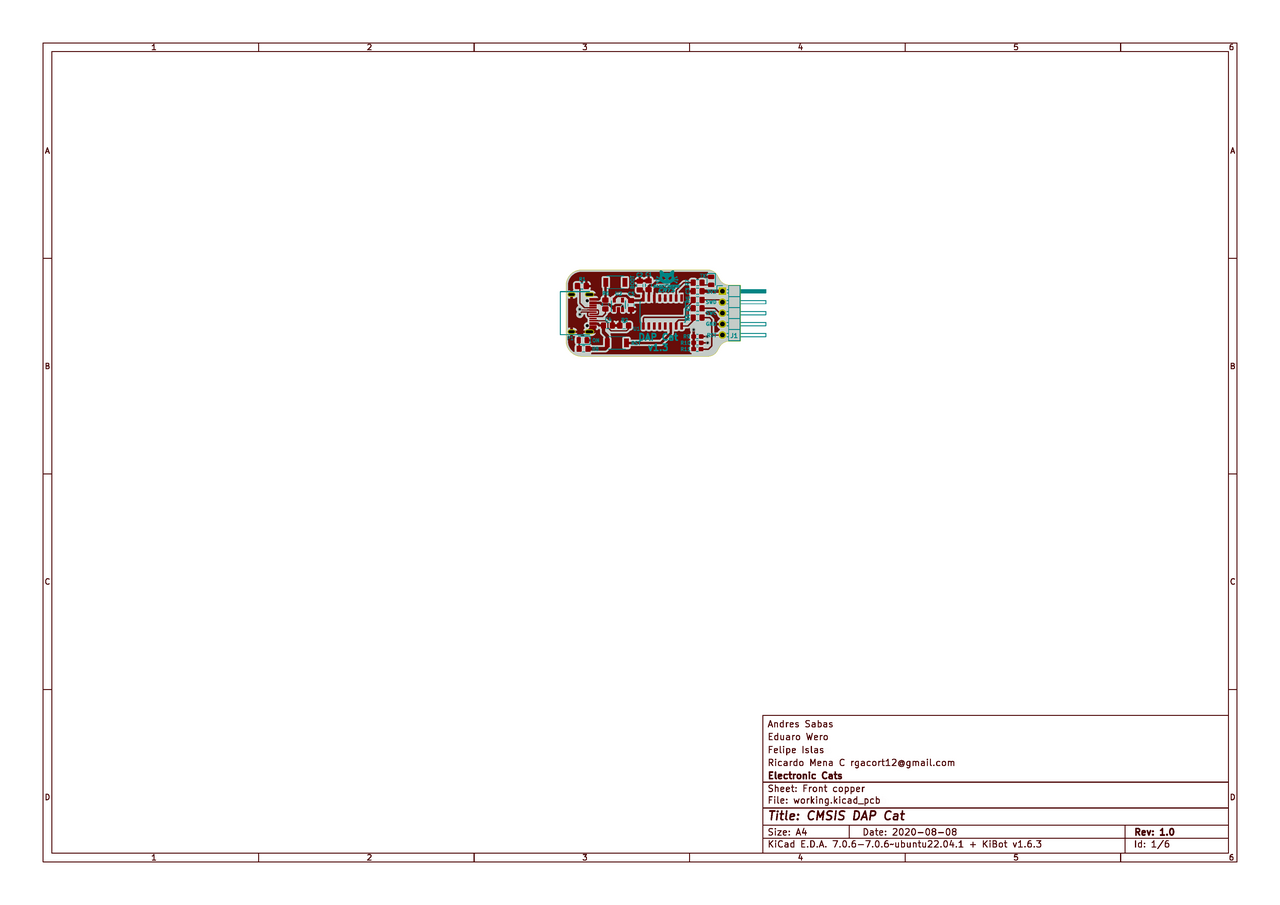 1 2 3 4 5 6
A A
SWD
GND
DAP Cat
v1.3
J1
B B
C C
Andres Sabas
Eduaro Wero
Felipe Islas
Ricardo Mena C rgacort12@gmail.com
Electronic Cats
Sheet: Front copper
File: working.kicad_pcb
D D
Title: CMSIS DAP Cat
Size: A4 Date: 2020-08-08 Rev: 1.0
KiCad E.D.A. 7.0.6-7.0.6~ubuntu22.04.1 + KiBot v1.6.3 Id: 1/6
1 2 3 4 5 6